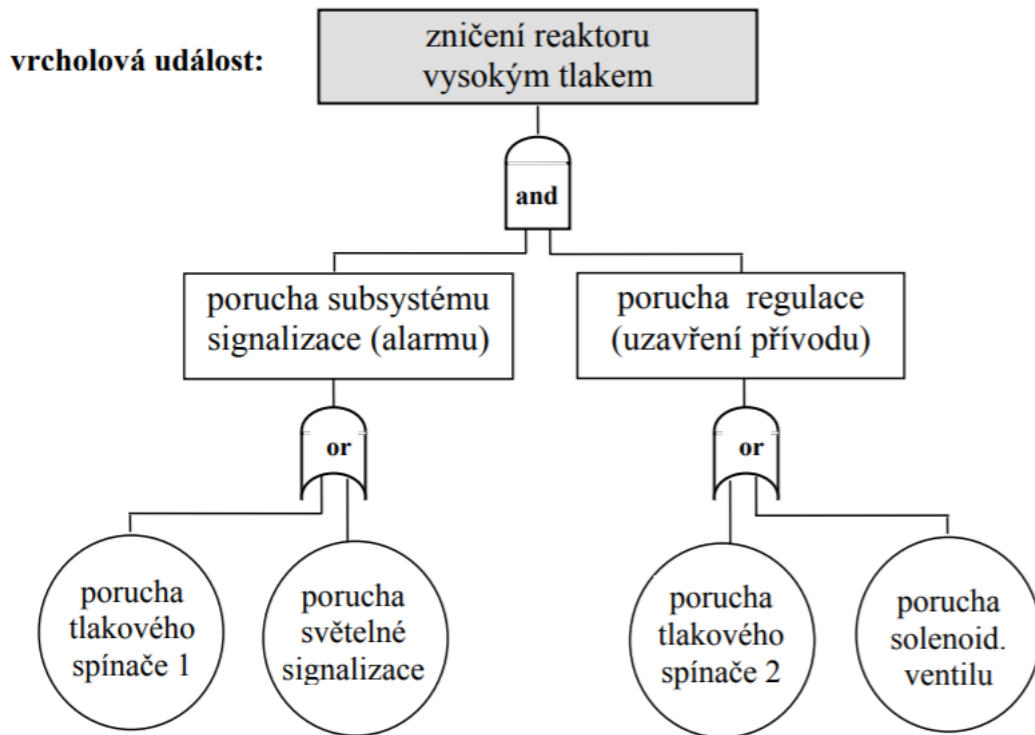 vrcholová událost:
zničení reaktoru
vysokým tlakem
and
porucha subsystému
signalizace (alarmu)
porucha regulace
(uzavření přívodu)
or
or
porucha
tlakového
spínače 1
porucha
světelné
signalizace
porucha
tlakového
spínače 2
porucha
solenoid.
ventilu